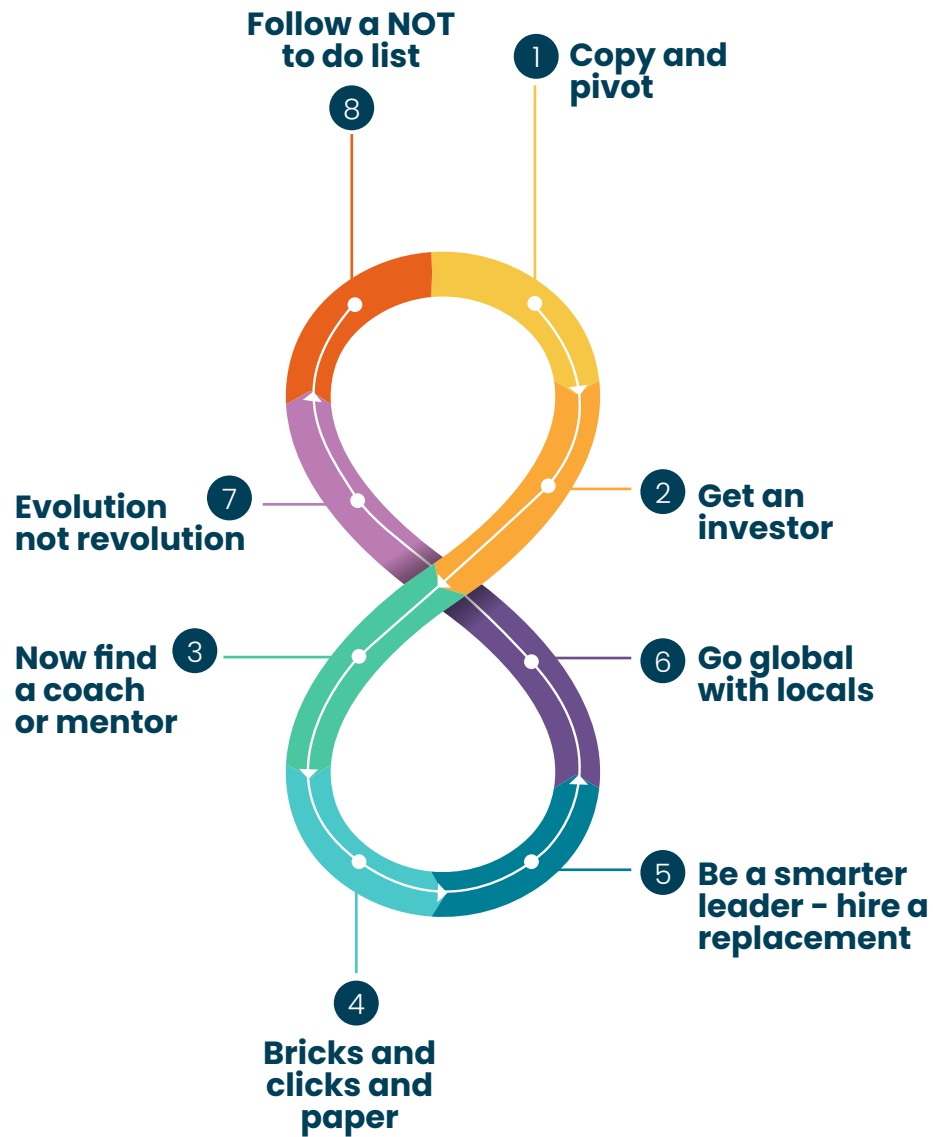 1
Copy and
pivot
2
Get an
investor
3
Now find
a coach
or mentor
4
Bricks and
clicks and
paper
5
Be a smarter
leader - hire a
replacement
6
Go global
with locals
7
Evolution
not revolution
8
Follow a NOT
to do list